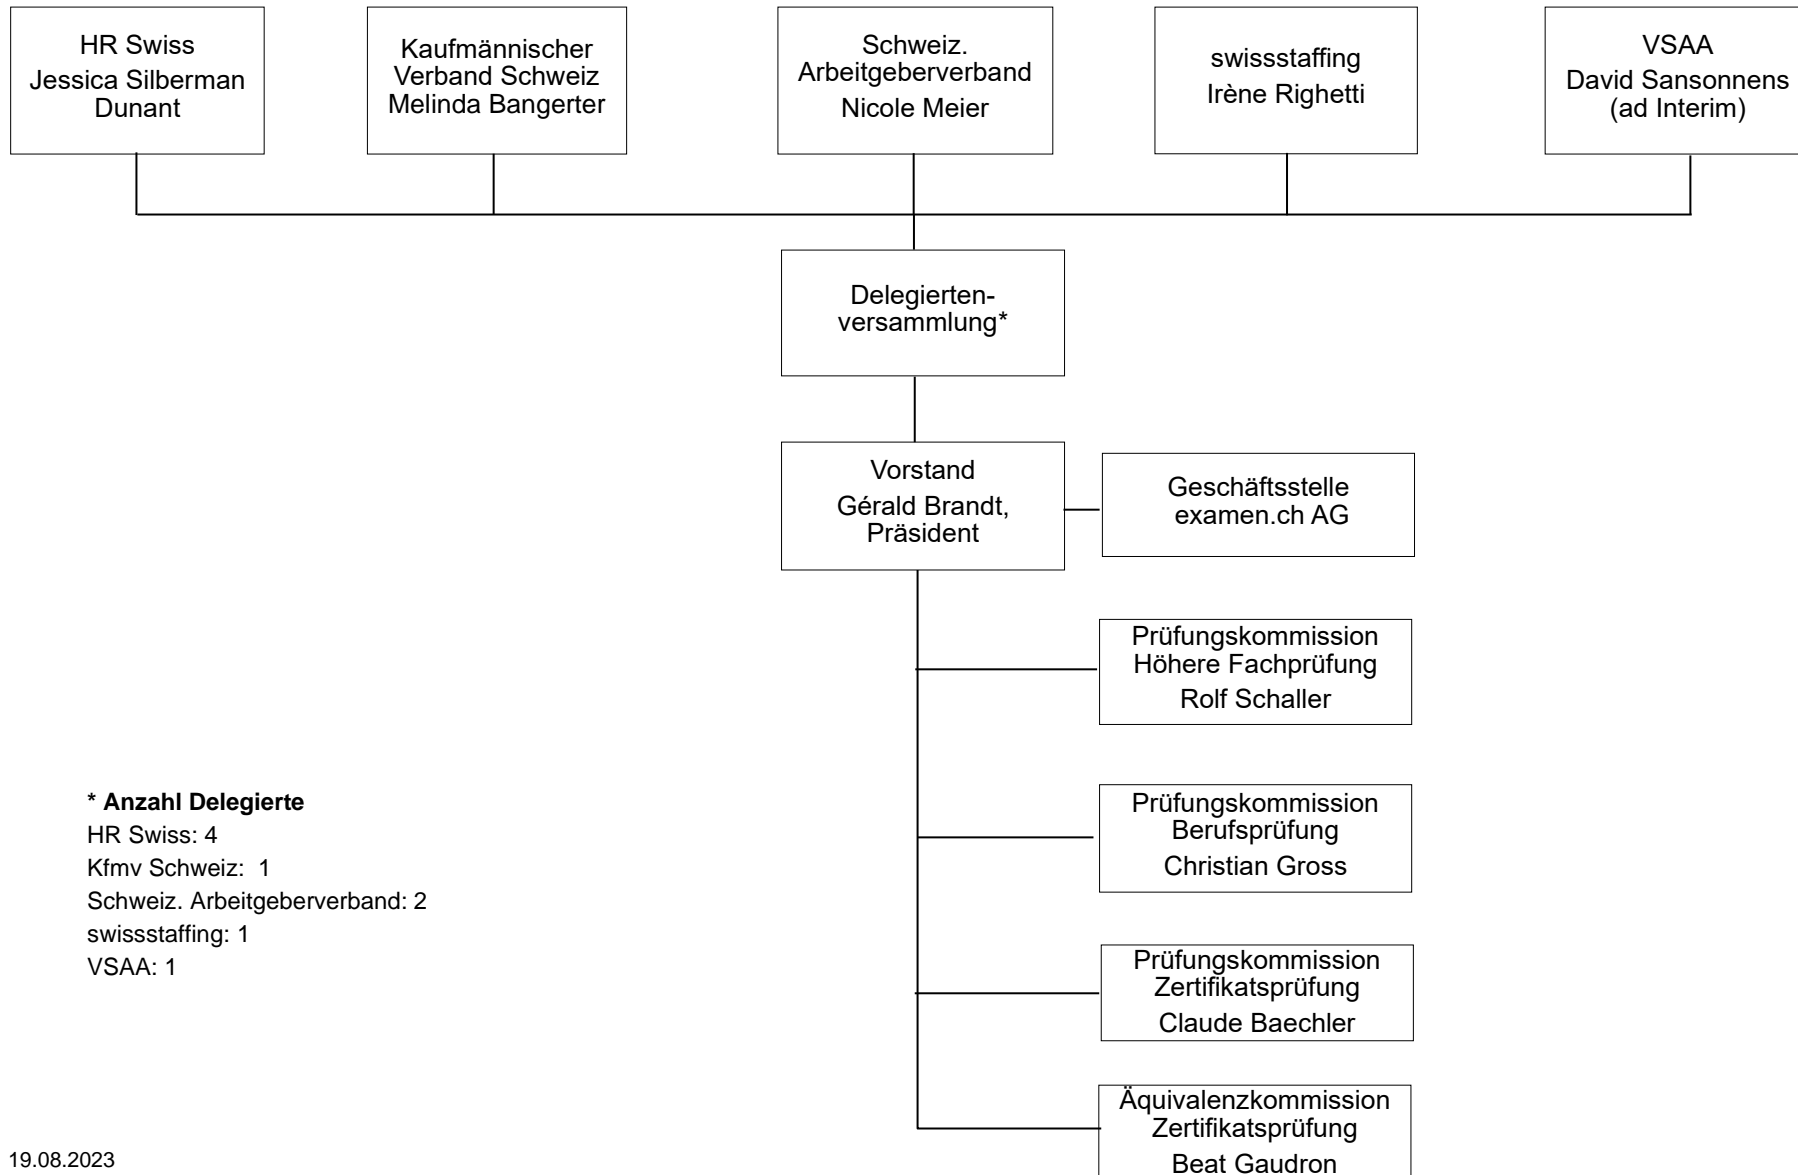 HR Swiss
Jessica Silberman
Dunant
Kaufmännischer
Verband Schweiz
Melinda Bangerter
Schweiz.
Arbeitgeberverband
Nicole Meier
swissstaffing
Irène Righetti
VSAA
David Sansonnens
(ad Interim)
Delegierten-
versammlung*
Vorstand
Gérald Brandt,
Präsident
Geschäftsstelle
examen.ch AG
Prüfungskommission
Höhere Fachprüfung
Rolf Schaller
Prüfungskommission
Berufsprüfung
Christian Gross
Prüfungskommission
Zertifikatsprüfung
Claude Baechler
Äquivalenzkommission
Zertifikatsprüfung
Beat Gaudron
* Anzahl Delegierte
HR Swiss: 4
Kfmv Schweiz:  1
Schweiz. Arbeitgeberverband: 2
swissstaffing: 1
VSAA: 1
19.08.2023